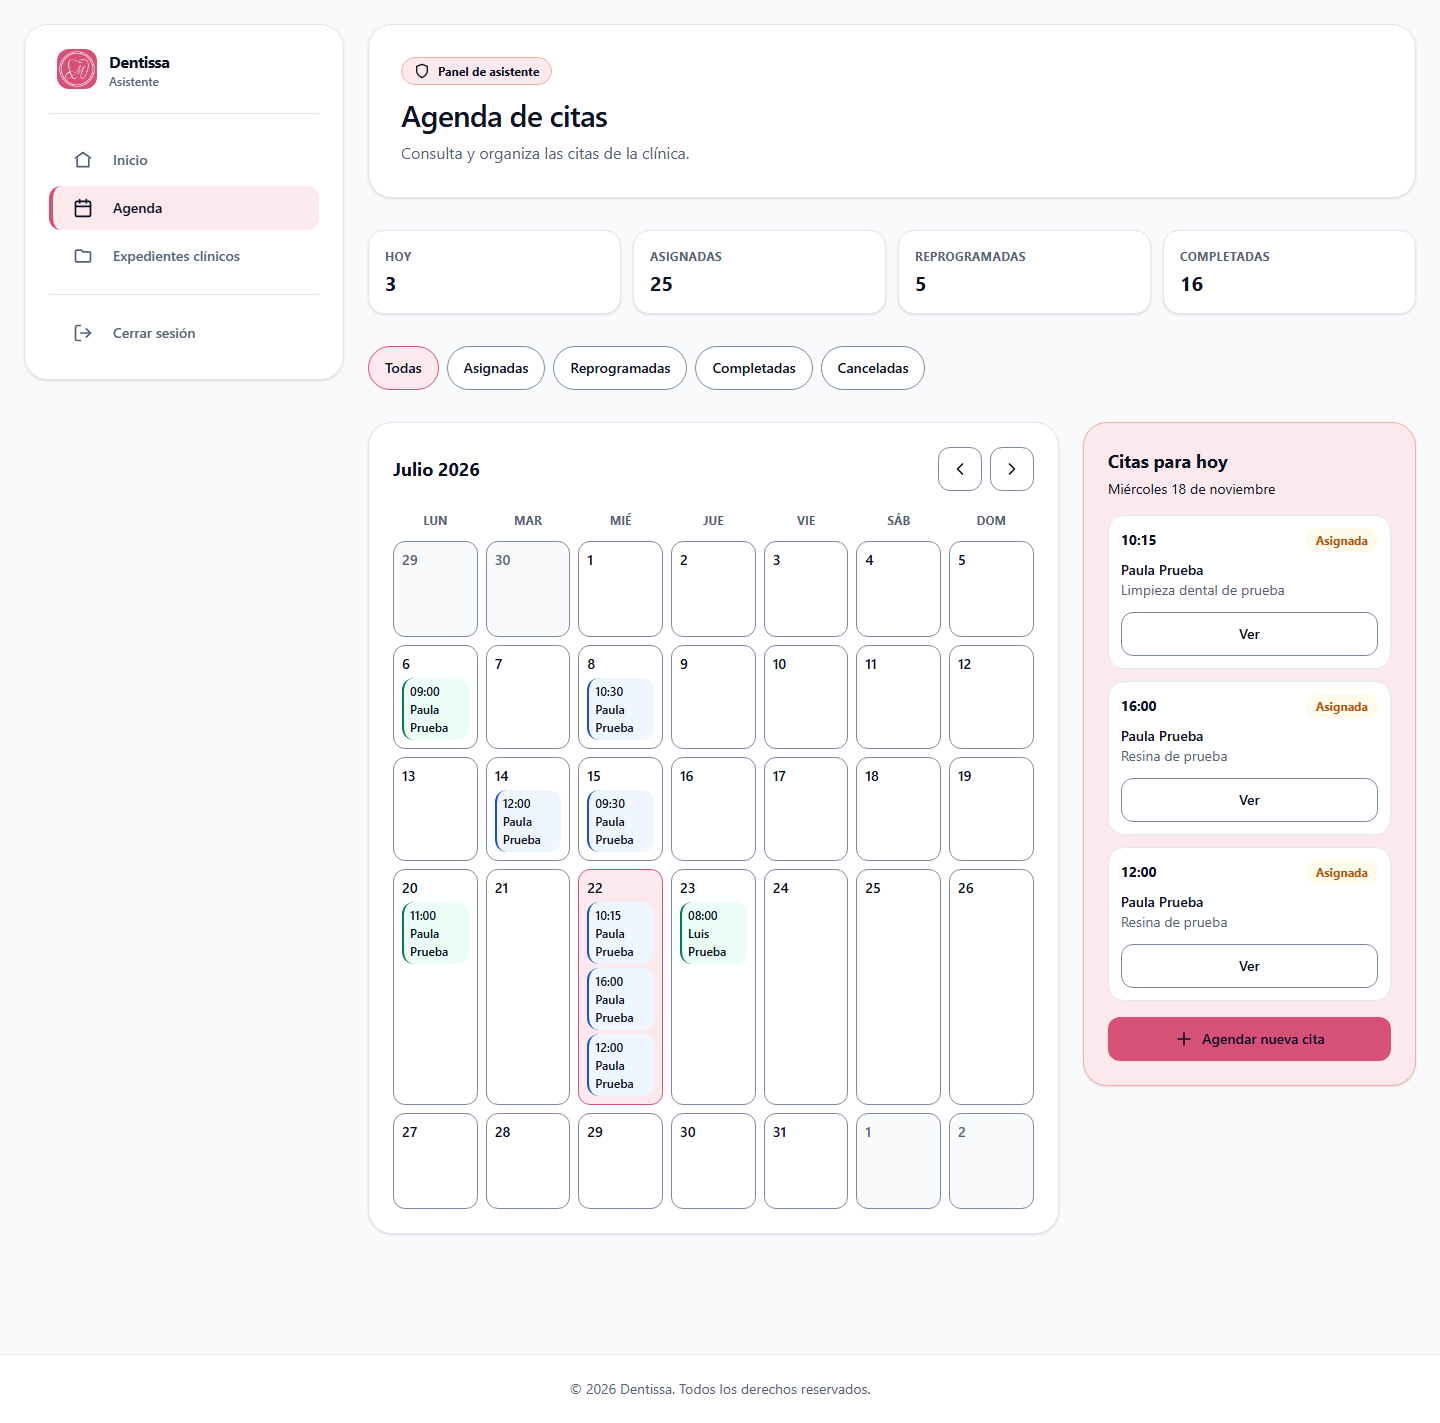 Dentissa
Asistente
Inicio
Agenda
Expedientes clínicos
Cerrar sesión
Panel de asistente
Agenda de citas
Consulta y organiza las citas de la clínica.
HOY
3
ASIGNADAS
25
REPROGRAMADAS
5
COMPLETADAS
16
Todas
Asignadas
Reprogramadas
Completadas
Canceladas
Julio 2026
LUN MAR MIÉ JUE VIE SÁB DOM
29 30 1 2 3 4 5
6 7 8 9 10 11 12
09:00
Paula
Prueba
10:30
Paula
Prueba
13 14 15 16 17 18 19
12:00
Paula
Prueba
09:30
Paula
Prueba
20 21 22 23 24 25 26
11:00
Paula
Prueba
10:15
Paula
Prueba
16:00
Paula
Prueba
12:00
Paula
Prueba
08:00
Luis
Prueba
27 28 29 30 31 1 2
Citas para hoy
Miércoles 18 de noviembre
10:15 Asignada
Paula Prueba
Limpieza dental de prueba
Ver
16:00 Asignada
Paula Prueba
Resina de prueba
Ver
12:00 Asignada
Paula Prueba
Resina de prueba
Ver
Agendar nueva cita
© 2026 Dentissa. Todos los derechos reservados.